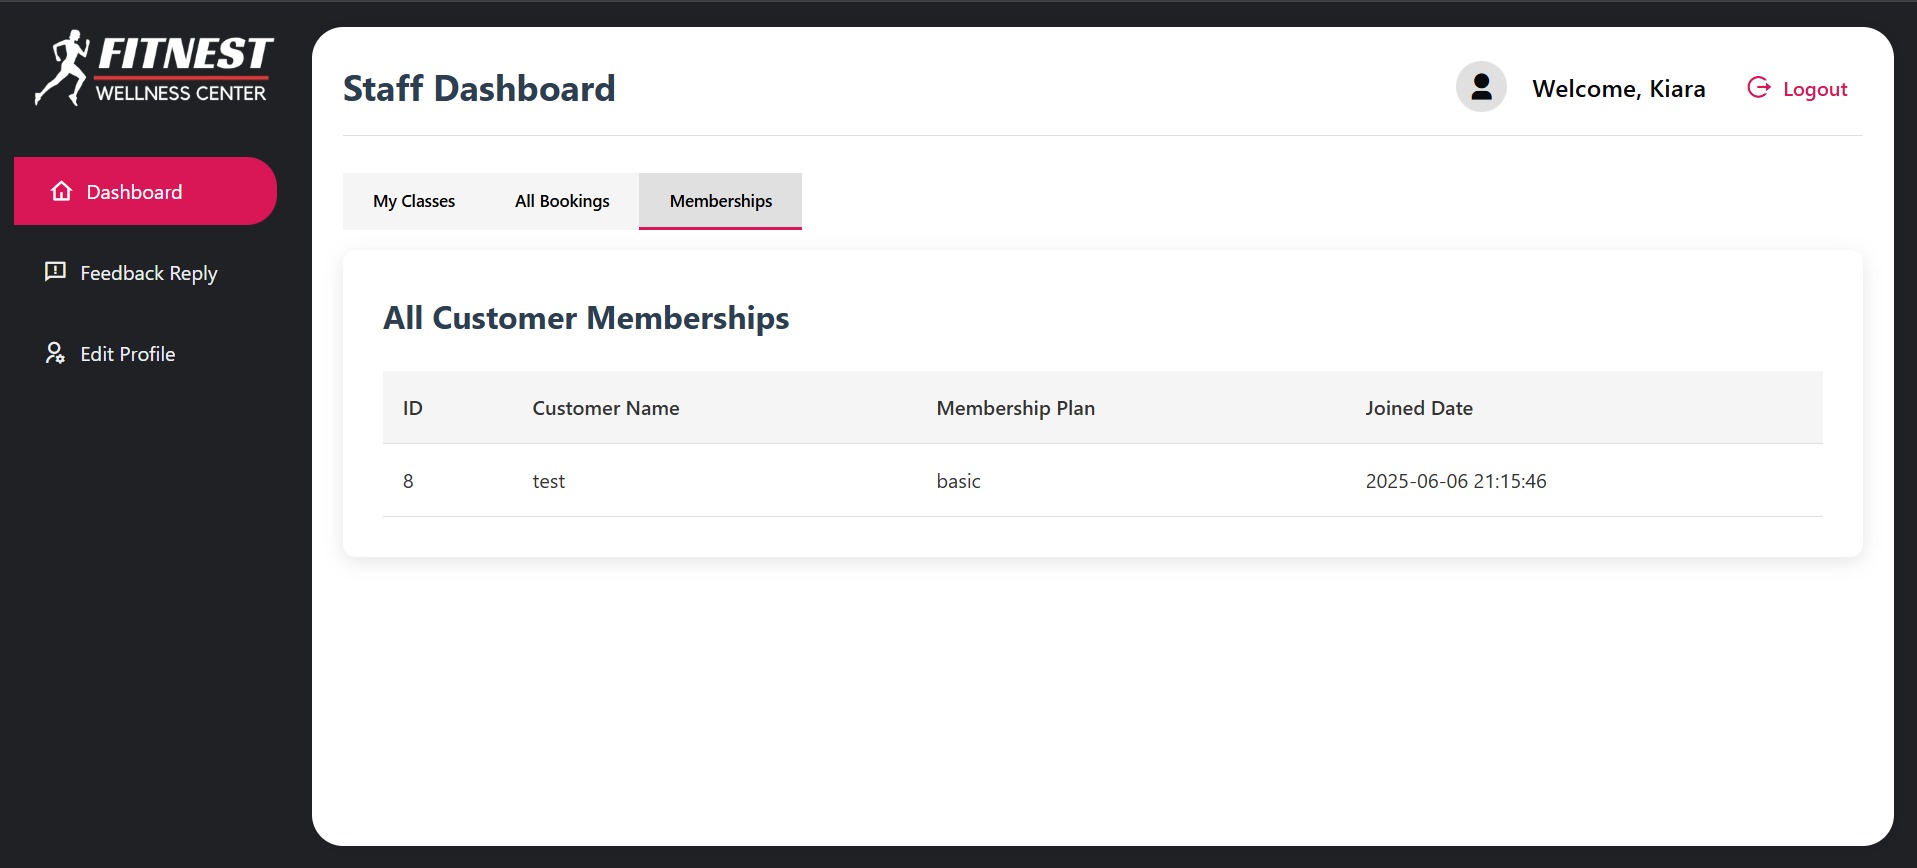 FITNEST
WELLNESS CENTER
Dashboard
Feedback Reply
Edit Profile
Staff Dashboard
Welcome, Kiara
Logout
My Classes All Bookings Memberships
All Customer Memberships
ID Customer Name Membership Plan Joined Date
8 test basic 2025-06-06 21:15:46